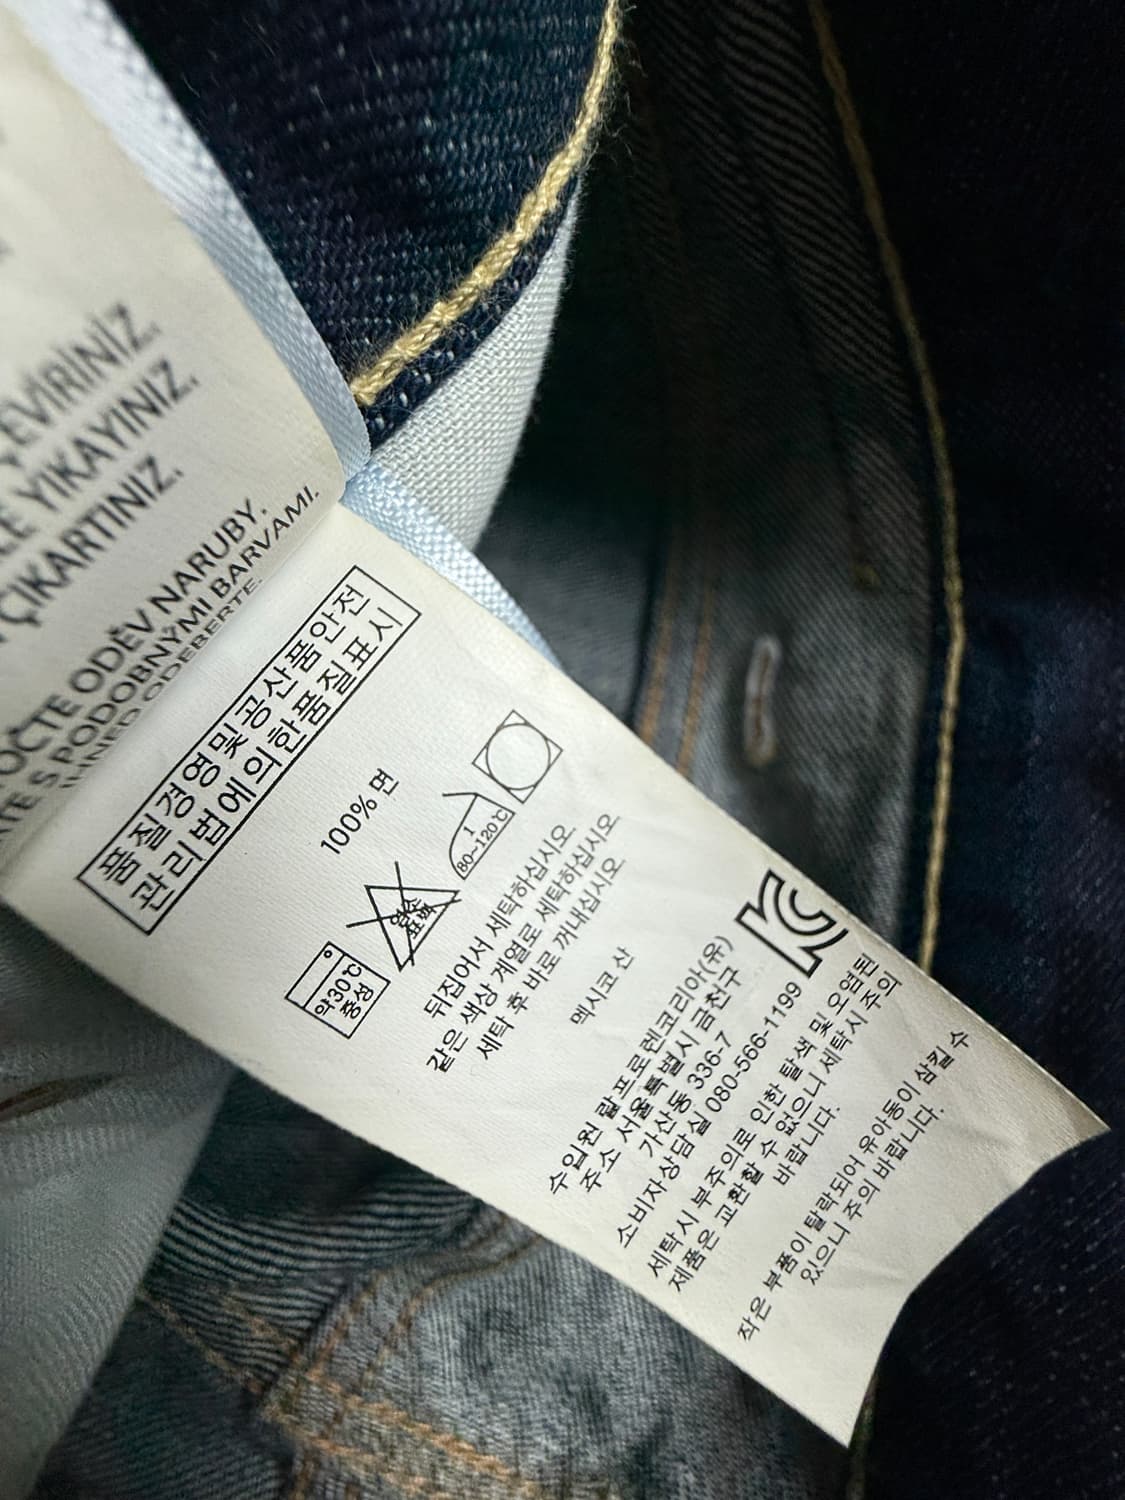 EVİRİNİZ.
YIKAYINIZ.
ÇIKARTINIZ.
ODĚV NARUBY.
S PODOBNÝMI BARVAMI.
IHNED ODEBERTE.
품질경영및공산품안전
관리법에의한품질표시
100% 면
약30℃
중성
염소
표백
1
80~120℃
뒤집어서 세탁하십시오.
같은 색상 계열로 세탁하십시오
세탁 후 바로 꺼내십시오.
멕시코 산
수입원 랄프로렌코리아(유)
주소 서울특별시 금천구
가산동 336-7
소비자상담실 080-566-1199
세탁시 부주의로 인한 탈색 및 오염된
제품은 교환할 수 없으니 세탁시 주의
바랍니다.
작은 부품이 탈락되어 유아동이 삼킬 수
있으니 주의 바랍니다.